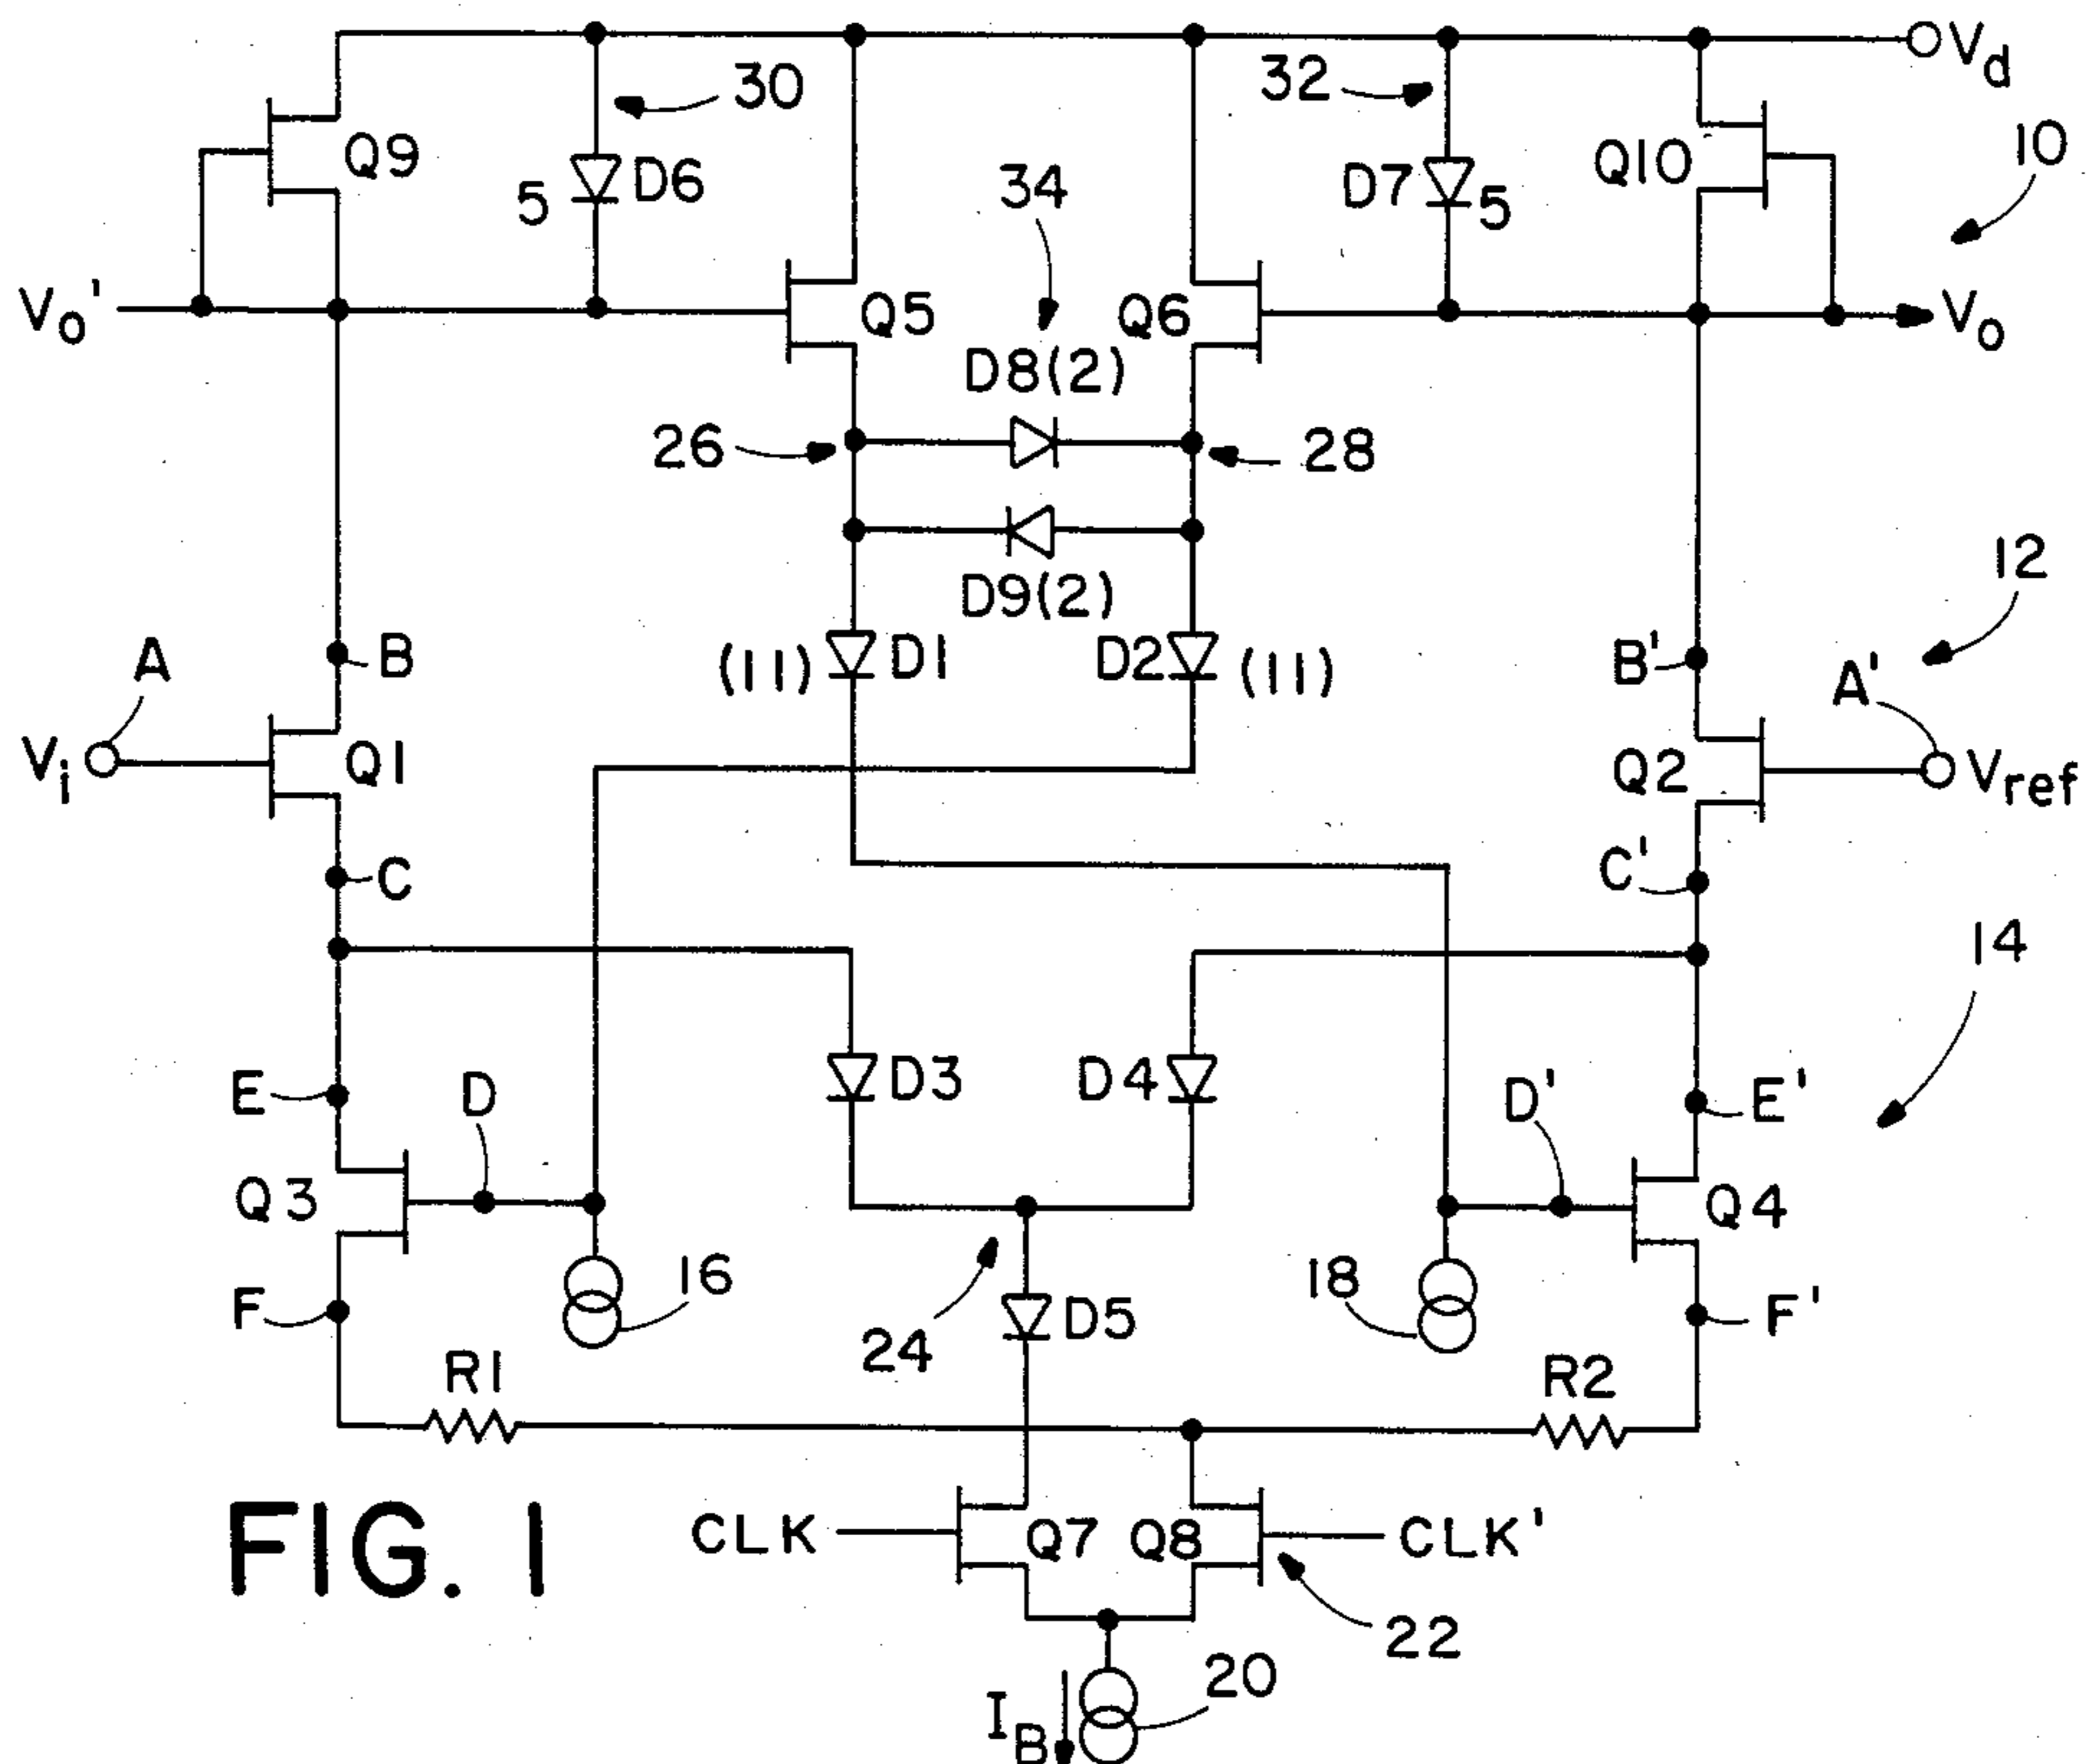 Vd
30
32
Q9
5
D6
34
D7
5
Q10
10
Vo'
Q5
Q6
Vo
D8(2)
26
28
D9(2)
12
A
B
(11)
D1
D2
(11)
B'
A'
Vi
Q1
Q2
Vref
C
C'
14
E
D
D3
D4
D'
E'
Q3
Q4
F
16
24
D5
18
F'
R1
R2
FIG. 1
CLK
Q7
Q8
CLK'
22
IB
20